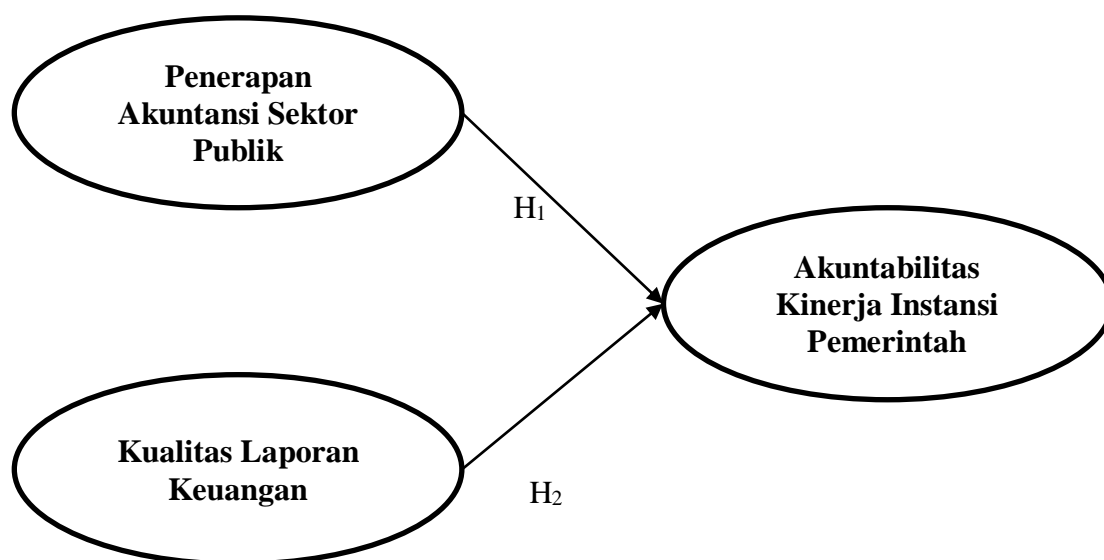 Penerapan
Akuntansi Sektor
Publik
H₁
Akuntabilitas
Kinerja Instansi
Pemerintah
Kualitas Laporan
Keuangan
H₂